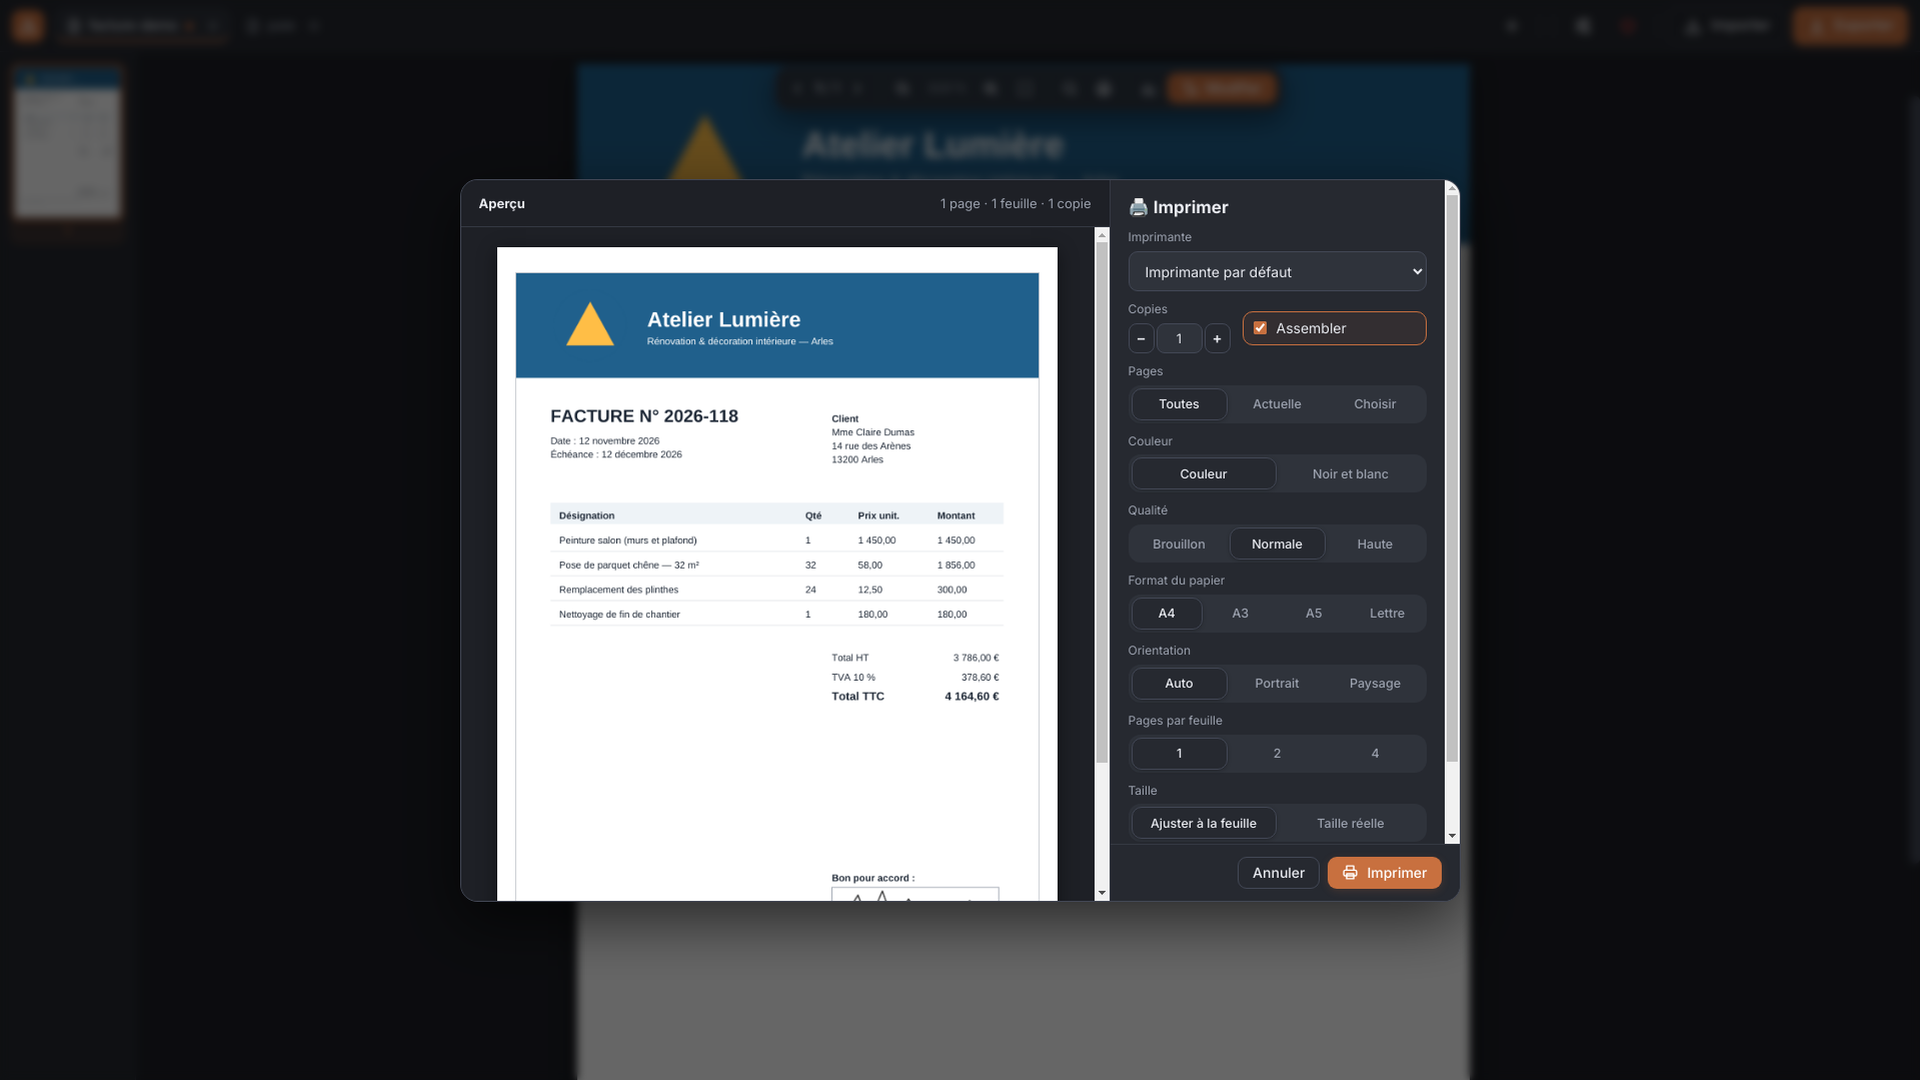 Atelier Lumière
Aperçu
1 page · 1 feuille · 1 copie
Atelier Lumière
Rénovation & décoration intérieure — Arles
FACTURE N° 2026-118
Date : 12 novembre 2026
Échéance : 12 décembre 2026
Client
Mme Claire Dumas
14 rue des Arènes
13200 Arles
Désignation Qté Prix unit. Montant
Peinture salon (murs et plafond) 1 1 450,00 1 450,00
Pose de parquet chêne — 32 m² 32 58,00 1 856,00
Remplacement des plinthes 24 12,50 300,00
Nettoyage de fin de chantier 1 180,00 180,00
Total HT 3 786,00 €
TVA 10 % 378,60 €
Total TTC 4 164,60 €
Bon pour accord :
Imprimer
Imprimante
Imprimante par défaut
Copies
− 1 +
Assembler
Pages
Toutes Actuelle Choisir
Couleur
Couleur Noir et blanc
Qualité
Brouillon Normale Haute
Format du papier
A4 A3 A5 Lettre
Orientation
Auto Portrait Paysage
Pages par feuille
1 2 4
Taille
Ajuster à la feuille Taille réelle
Annuler Imprimer